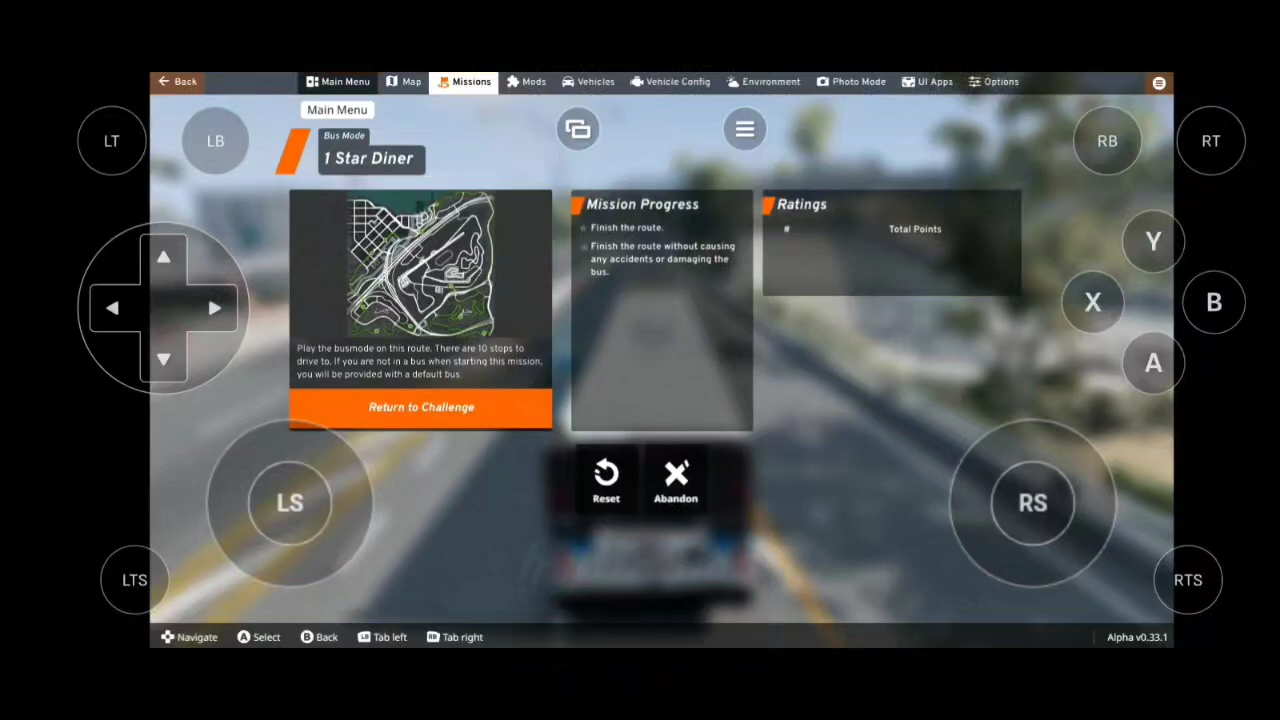 Back
Main Menu
Map
Missions
Mods
Vehicles
Vehicle Config
Environment
Photo Mode
UI Apps
Options
Main Menu
LT
LB
RB
RT
Bus Mode
1 Star Diner
Mission Progress
Finish the route.
Finish the route without causing
any accidents or damaging the
bus.
Ratings
#
Total Points
Y
X
B
A
Play the busmode on this route. There are 10 stops to
drive to. If you are not in a bus when starting this mission,
you will be provided with a default bus.
Return to Challenge
Reset
Abandon
LS
RS
LTS
RTS
Navigate
A Select
B Back
LB Tab left
RB Tab right
Alpha v0.33.1